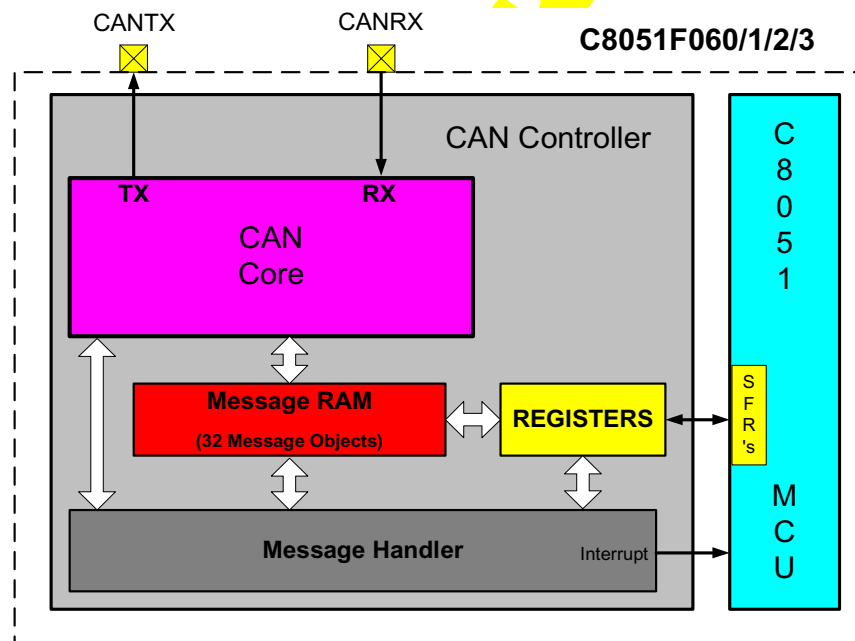 CANTX
CANRX
C8051F060/1/2/3
CAN Controller
TX
RX
CAN
Core
Message RAM
(32 Message Objects)
REGISTERS
Message Handler
Interrupt
C
8
0
5
1
S
F
R
's
M
C
U